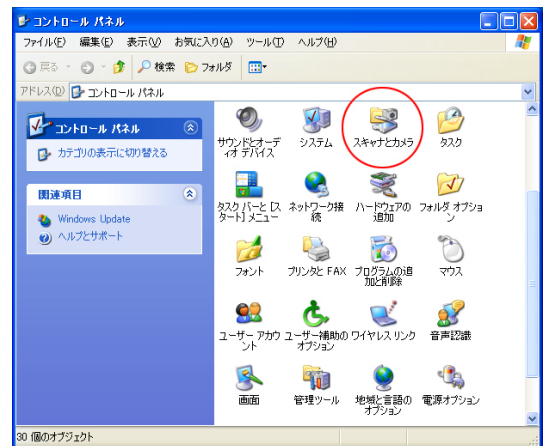 コントロール パネル
ファイル(F) 編集(E) 表示(V) お気に入り(A) ツール(T) ヘルプ(H)
戻る 検索 フォルダ
アドレス(D) コントロール パネル
コントロール パネル
カテゴリの表示に切り替える
関連項目
Windows Update
ヘルプとサポート
サウンドとオーデ
ィオ デバイス
システム
スキャナとカメラ
タスク
タスク バーと [ス
タート] メニュー
ネットワーク接
続
ハードウェアの
追加
フォルダ オプショ
ン
フォント
プリンタと FAX
プログラムの追
加と削除
マウス
ユーザー アカウ
ント
ユーザー補助の
オプション
ワイヤレス リンク
音声認識
画面
管理ツール
地域と言語の
オプション
電源オプション
30 個のオブジェクト